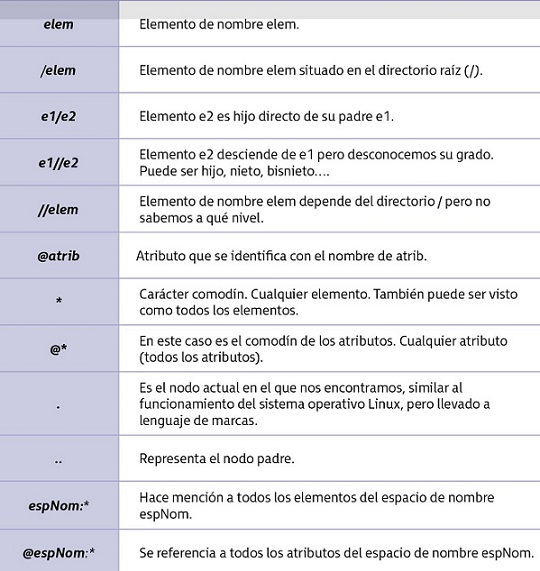 elem Elemento de nombre elem.
/elem Elemento de nombre elem situado en el directorio raíz (/).
e1/e2 Elemento e2 es hijo directo de su padre e1.
e1//e2 Elemento e2 desciende de e1 pero desconocemos su grado.
Puede ser hijo, nieto, bisnieto....
//elem Elemento de nombre elem depende del directorio / pero no
sabemos a qué nivel.
@atrib Atributo que se identifica con el nombre de atrib.
* Carácter comodín. Cualquier elemento. También puede ser visto
como todos los elementos.
@* En este caso es el comodín de los atributos. Cualquier atributo
(todos los atributos).
. Es el nodo actual en el que nos encontramos, similar al
funcionamiento del sistema operativo Linux, pero llevado a
lenguaje de marcas.
.. Representa el nodo padre.
espNom:* Hace mención a todos los elementos del espacio de nombre
espNom.
@espNom:* Se referencia a todos los atributos del espacio de nombre espNom.